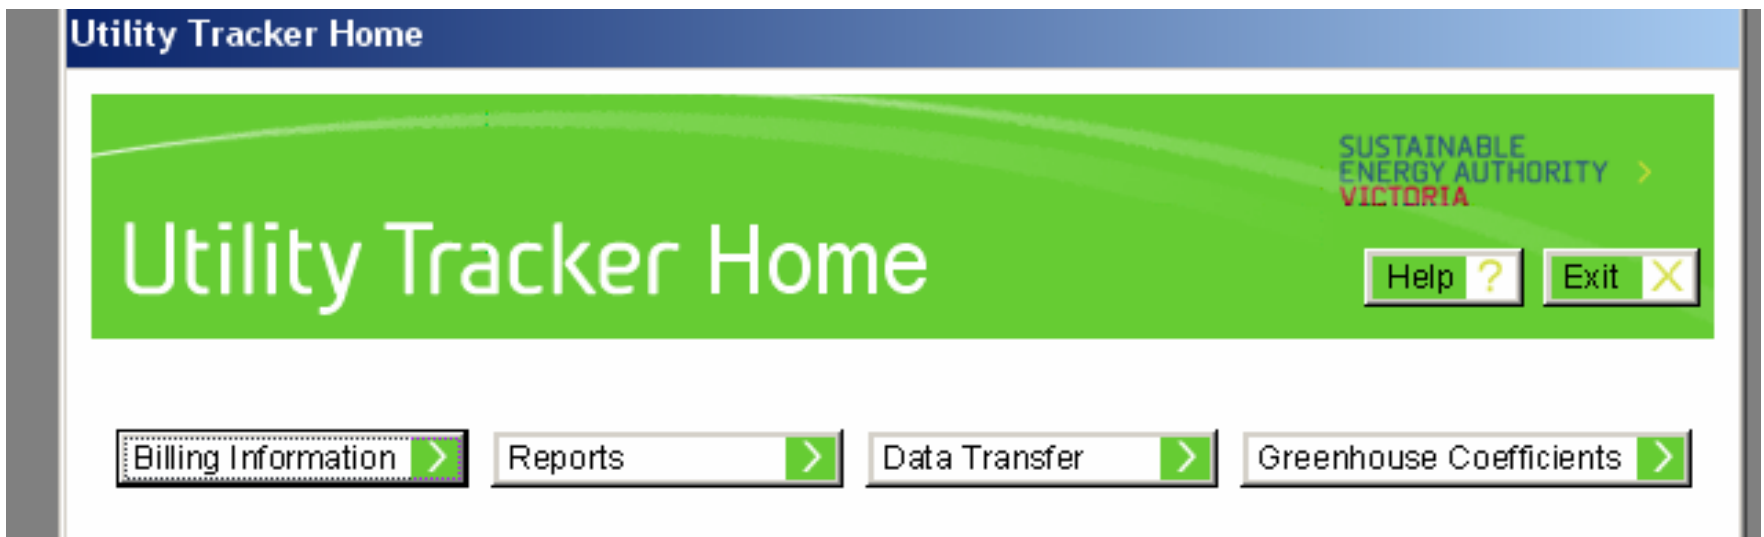 Utility Tracker Home
SUSTAINABLE
ENERGY AUTHORITY >
VICTORIA
Utility Tracker Home
Help ?
Exit X
Billing Information >
Reports >
Data Transfer >
Greenhouse Coefficients >